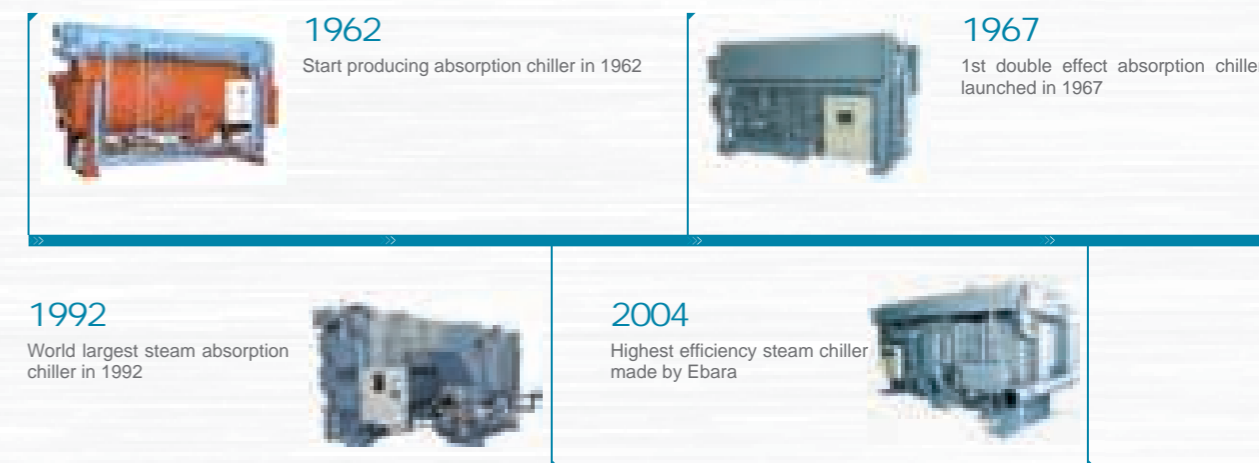 1962
Start producing absorption chiller in 1962
1967
1st double effect absorption chille
launched in 1967
1992
World largest steam absorption
chiller in 1992
2004
Highest efficiency steam chiller
made by Ebara